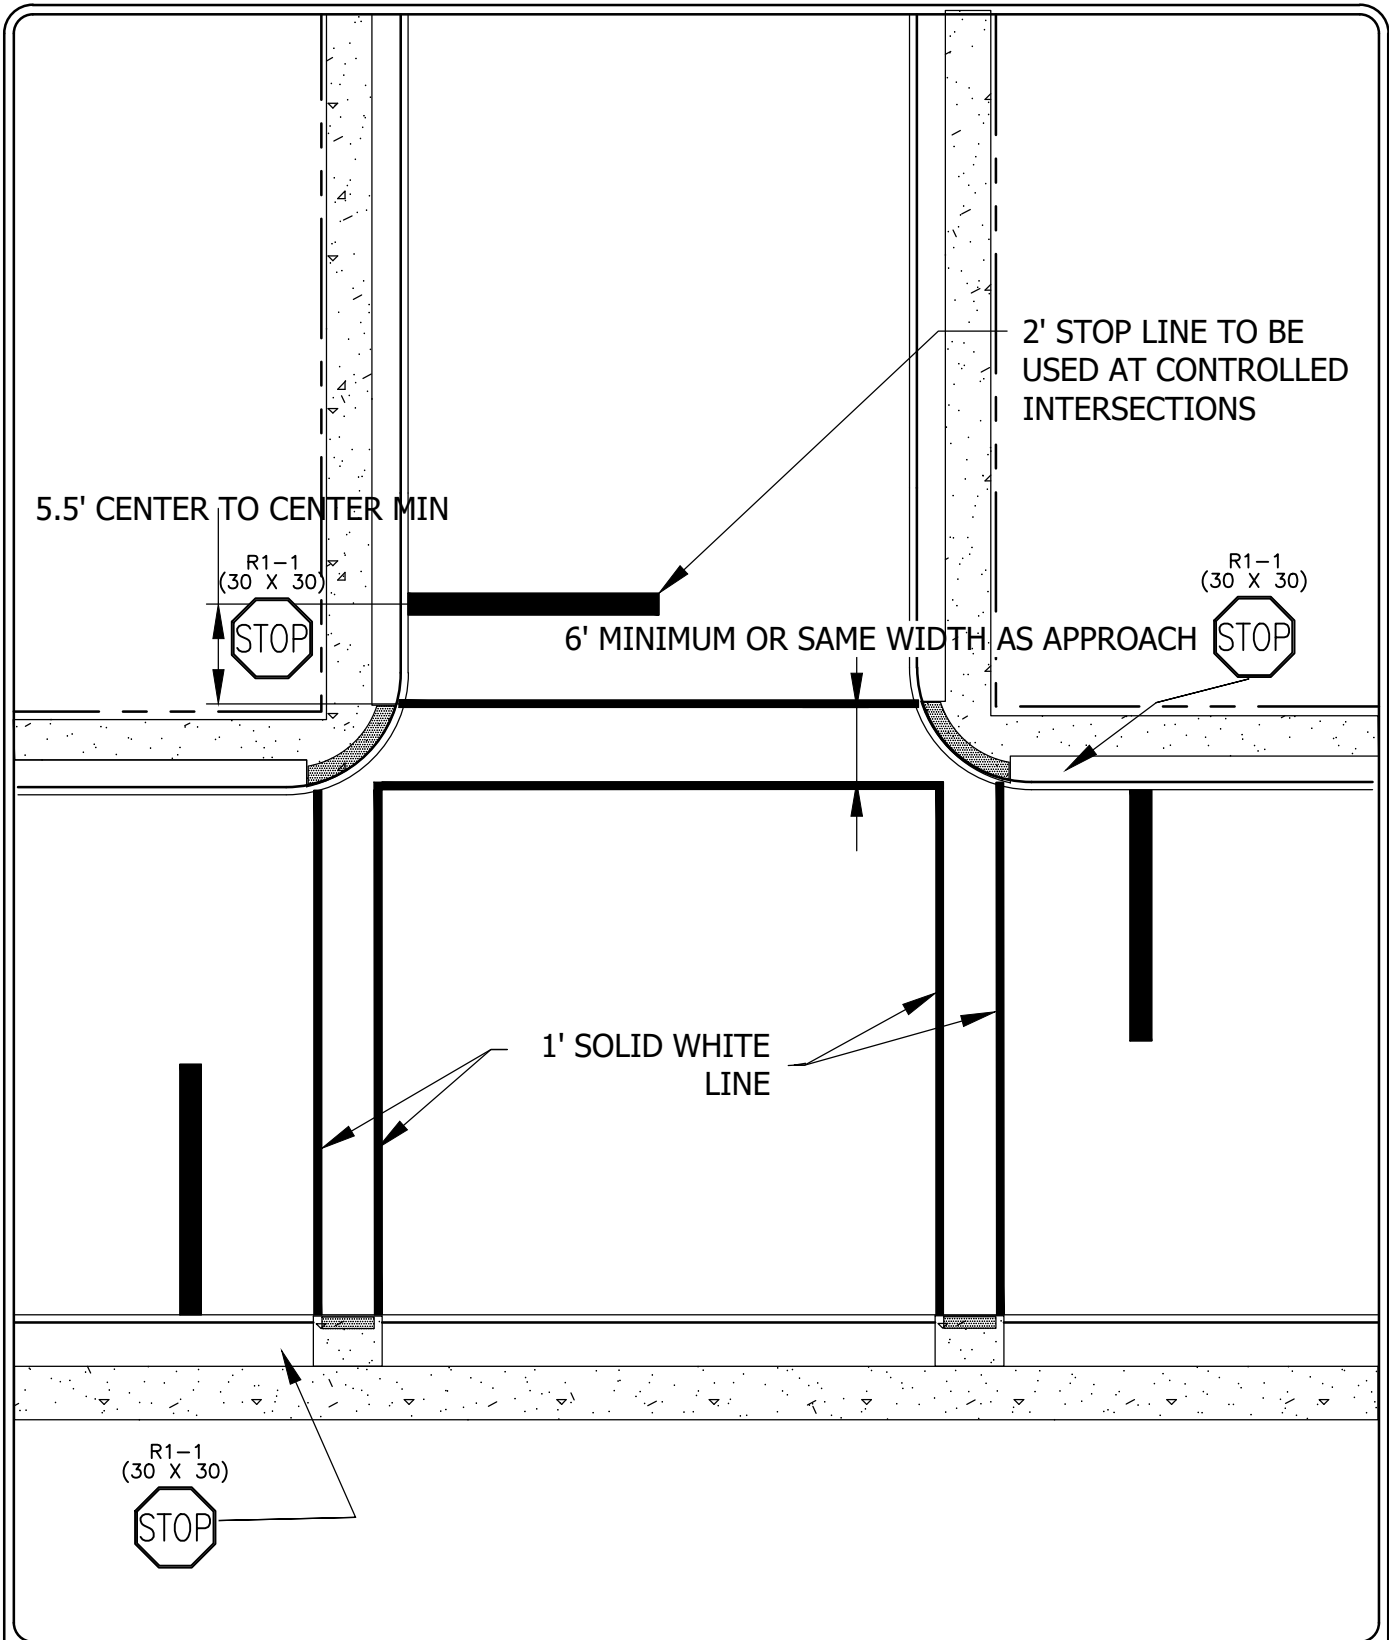 2' STOP LINE TO BE
USED AT CONTROLLED
INTERSECTIONS
5.5' CENTER TO CENTER MIN
R1-1
(30 X 30)
STOP
R1-1
(30 X 30)
STOP
6' MINIMUM OR SAME WIDTH AS APPROACH
1' SOLID WHITE
LINE
R1-1
(30 X 30)
STOP